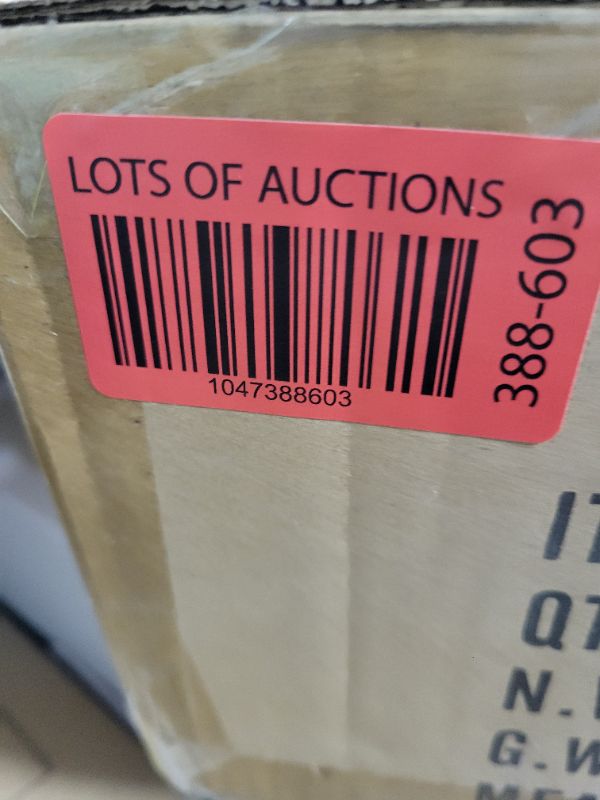 LOTS OF AUCTIONS
1047388603
388-603
QT
N.
G.W